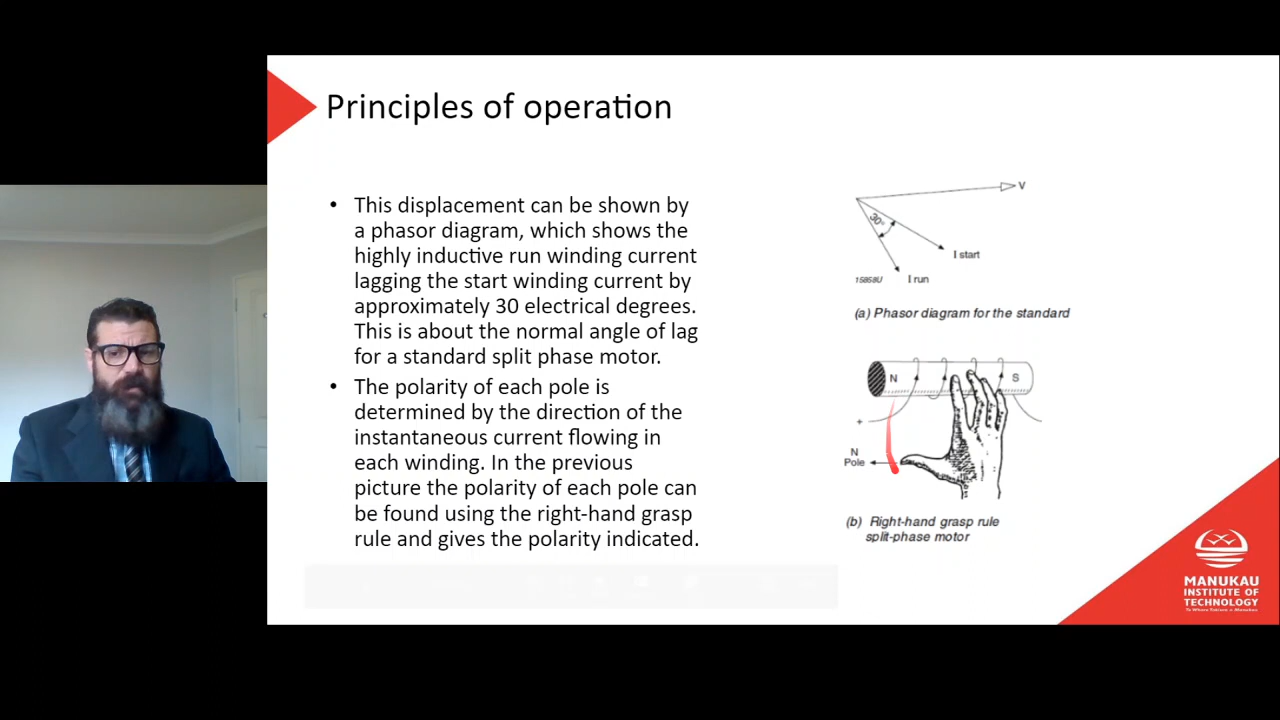 Principles of operation
• This displacement can be shown by
a phasor diagram, which shows the
highly inductive run winding current
lagging the start winding current by
approximately 30 electrical degrees.
This is about the normal angle of lag
for a standard split phase motor.
• The polarity of each pole is
determined by the direction of the
instantaneous current flowing in
each winding. In the previous
picture the polarity of each pole can
be found using the right-hand grasp
rule and gives the polarity indicated.
V
30°
I start
15858U
I run
(a) Phasor diagram for the standard
N
S
+
N
Pole
(b) Right-hand grasp rule
split-phase motor
MANUKAU
INSTITUTE OF
TECHNOLOGY